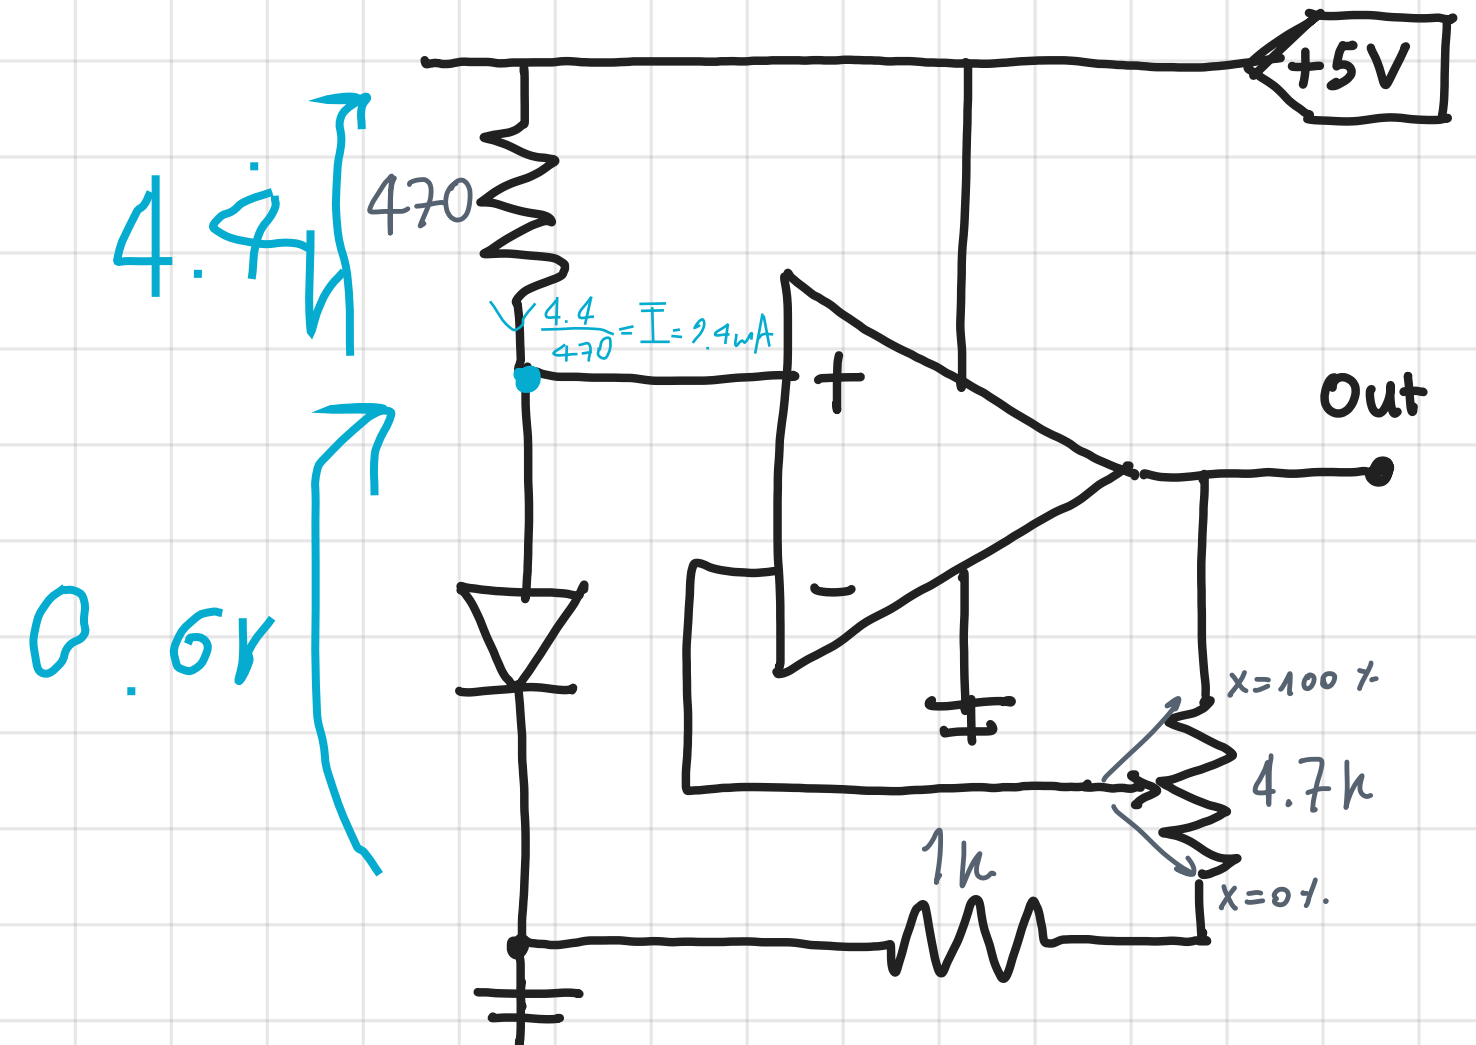 +5V
4.4V
470
4.4/470 = I = 9.4mA
+
Out
-
0.6V
x=100%
4.7k
1k
x=0%.